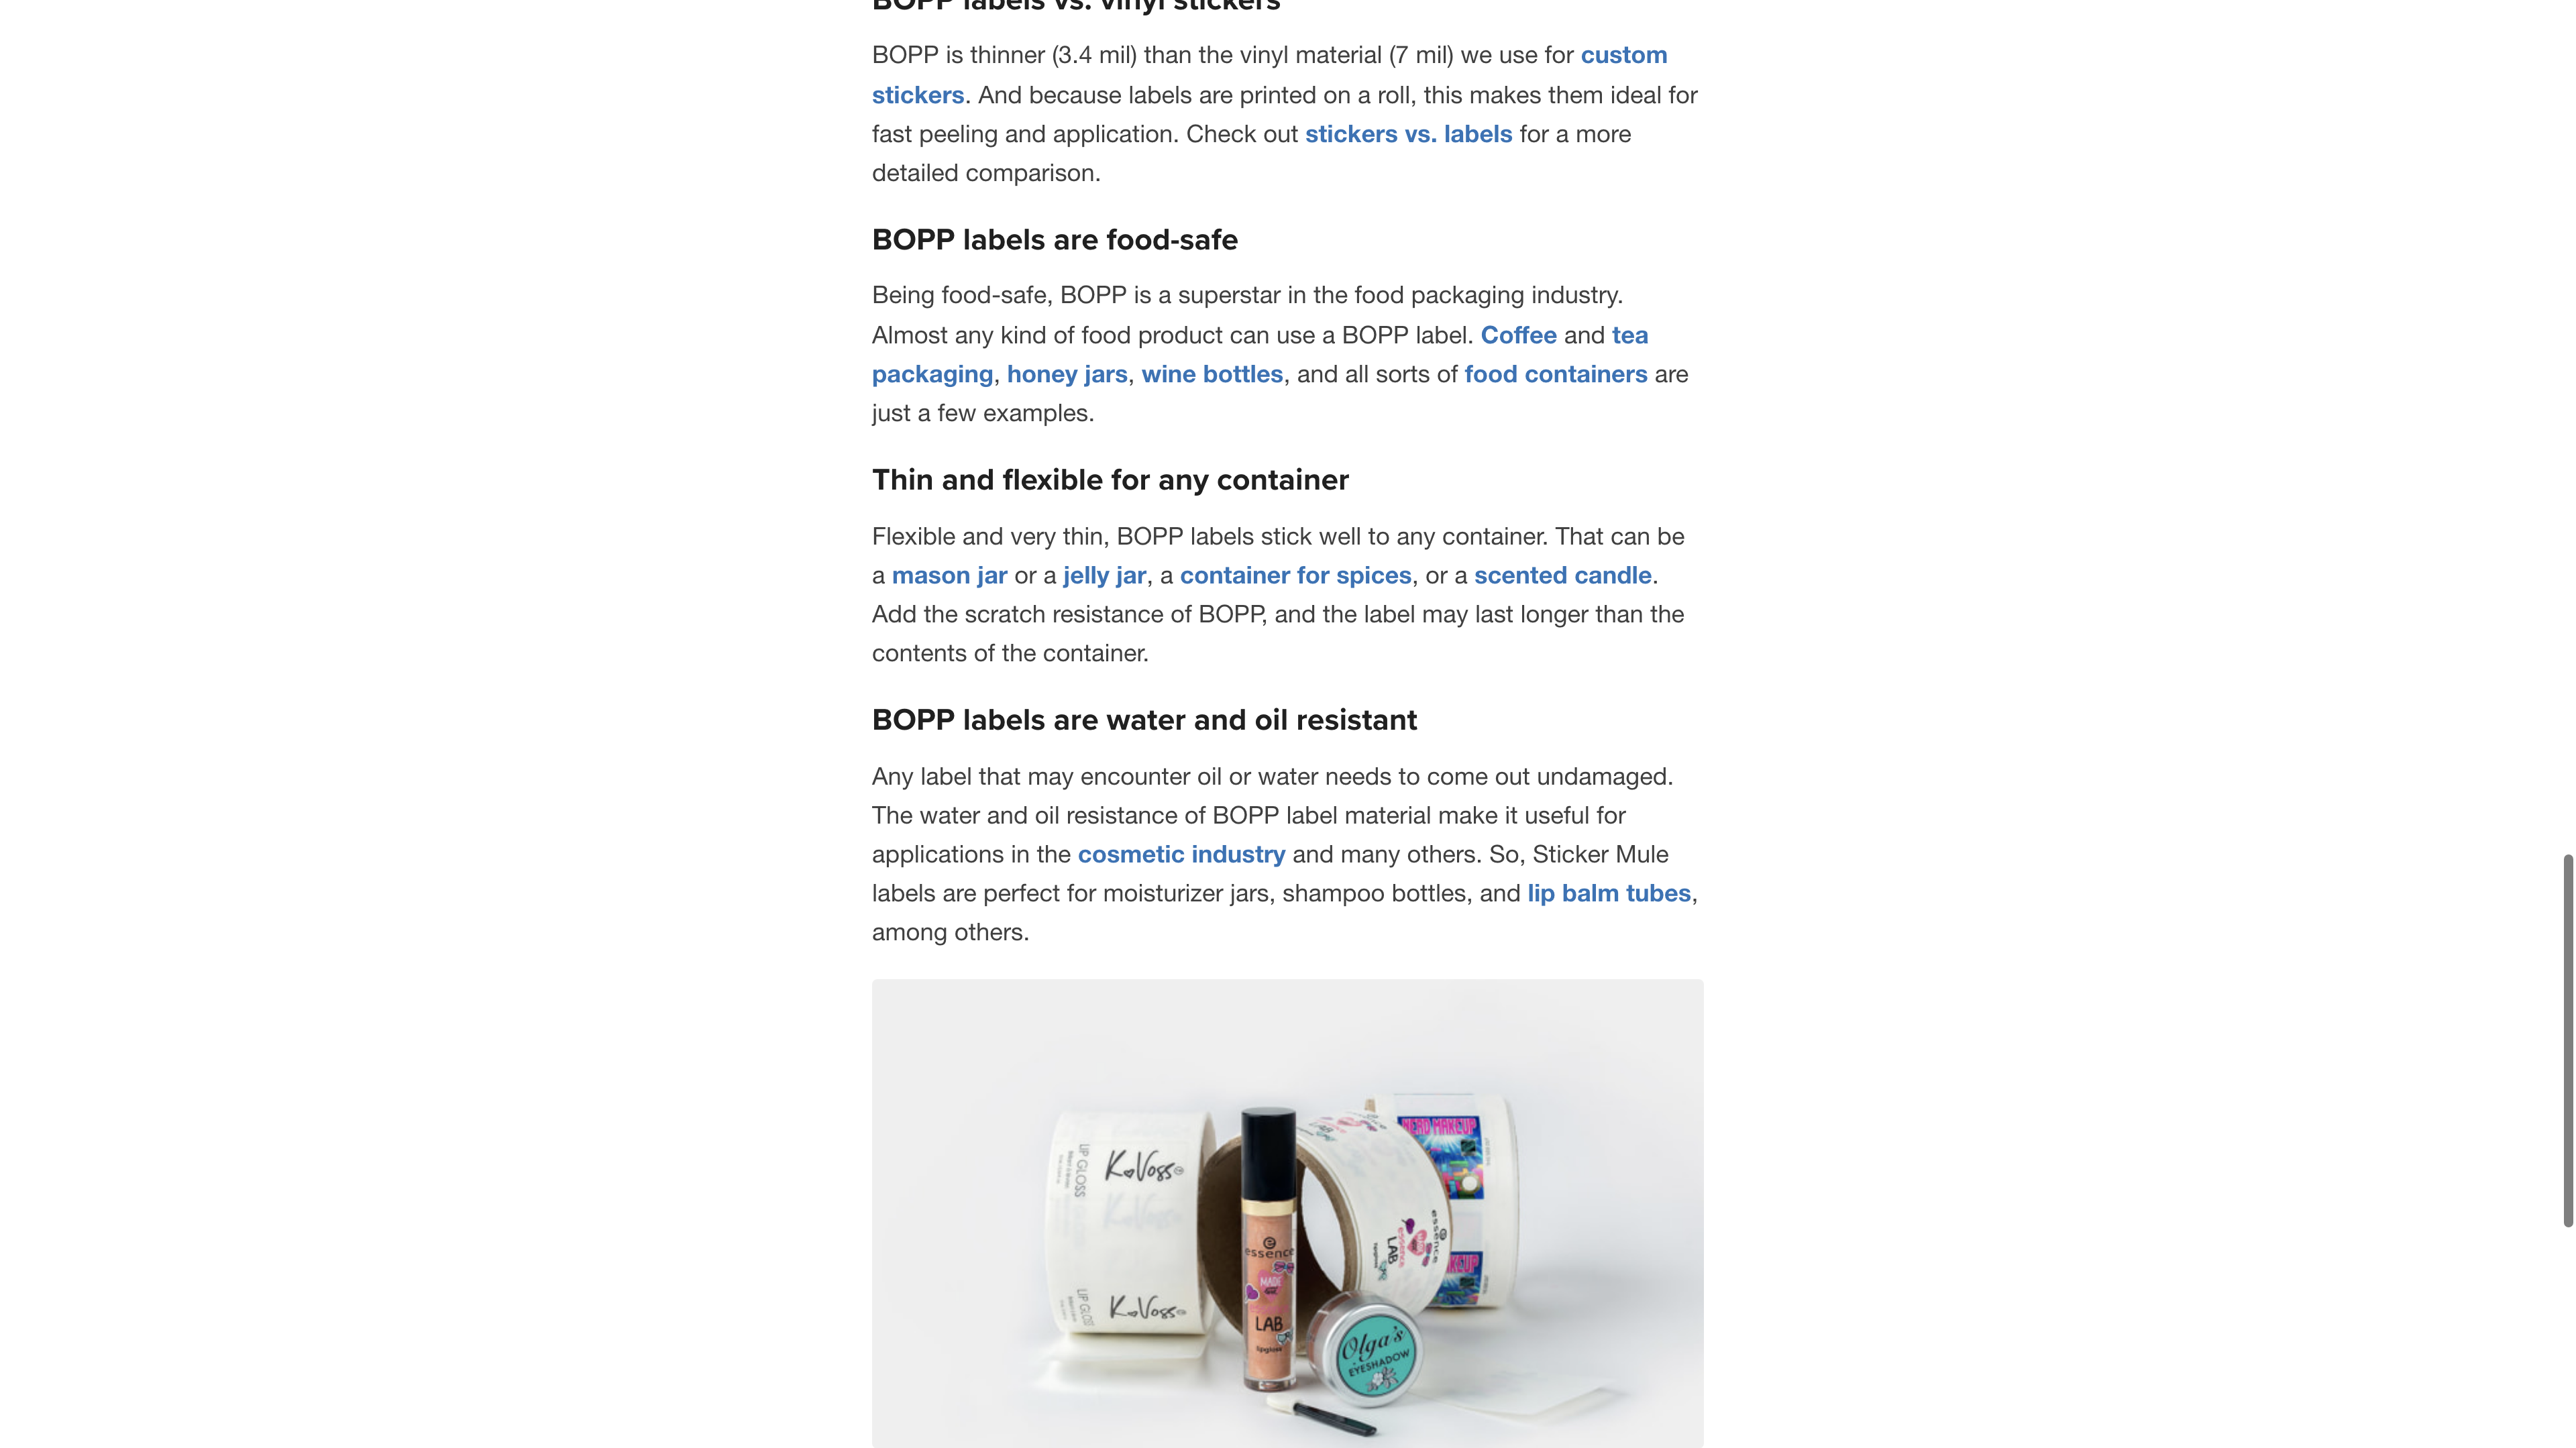 BOPP labels vs. vinyl stickers
BOPP is thinner (3.4 mil) than the vinyl material (7 mil) we use for custom
stickers. And because labels are printed on a roll, this makes them ideal for
fast peeling and application. Check out stickers vs. labels for a more
detailed comparison.
BOPP labels are food-safe
Being food-safe, BOPP is a superstar in the food packaging industry.
Almost any kind of food product can use a BOPP label. Coffee and tea
packaging, honey jars, wine bottles, and all sorts of food containers are
just a few examples.
Thin and flexible for any container
Flexible and very thin, BOPP labels stick well to any container. That can be
a mason jar or a jelly jar, a container for spices, or a scented candle.
Add the scratch resistance of BOPP, and the label may last longer than the
contents of the container.
BOPP labels are water and oil resistant
Any label that may encounter oil or water needs to come out undamaged.
The water and oil resistance of BOPP label material make it useful for
applications in the cosmetic industry and many others. So, Sticker Mule
labels are perfect for moisturizer jars, shampoo bottles, and lip balm tubes,
among others.
LIP GLOSS
K Voss
LIP GLOSS
K Voss
essence
MADE
LAB
lipgloss
essence
LAB
NERD MAKEUP
KEUP
Olga's
EYESHADOW